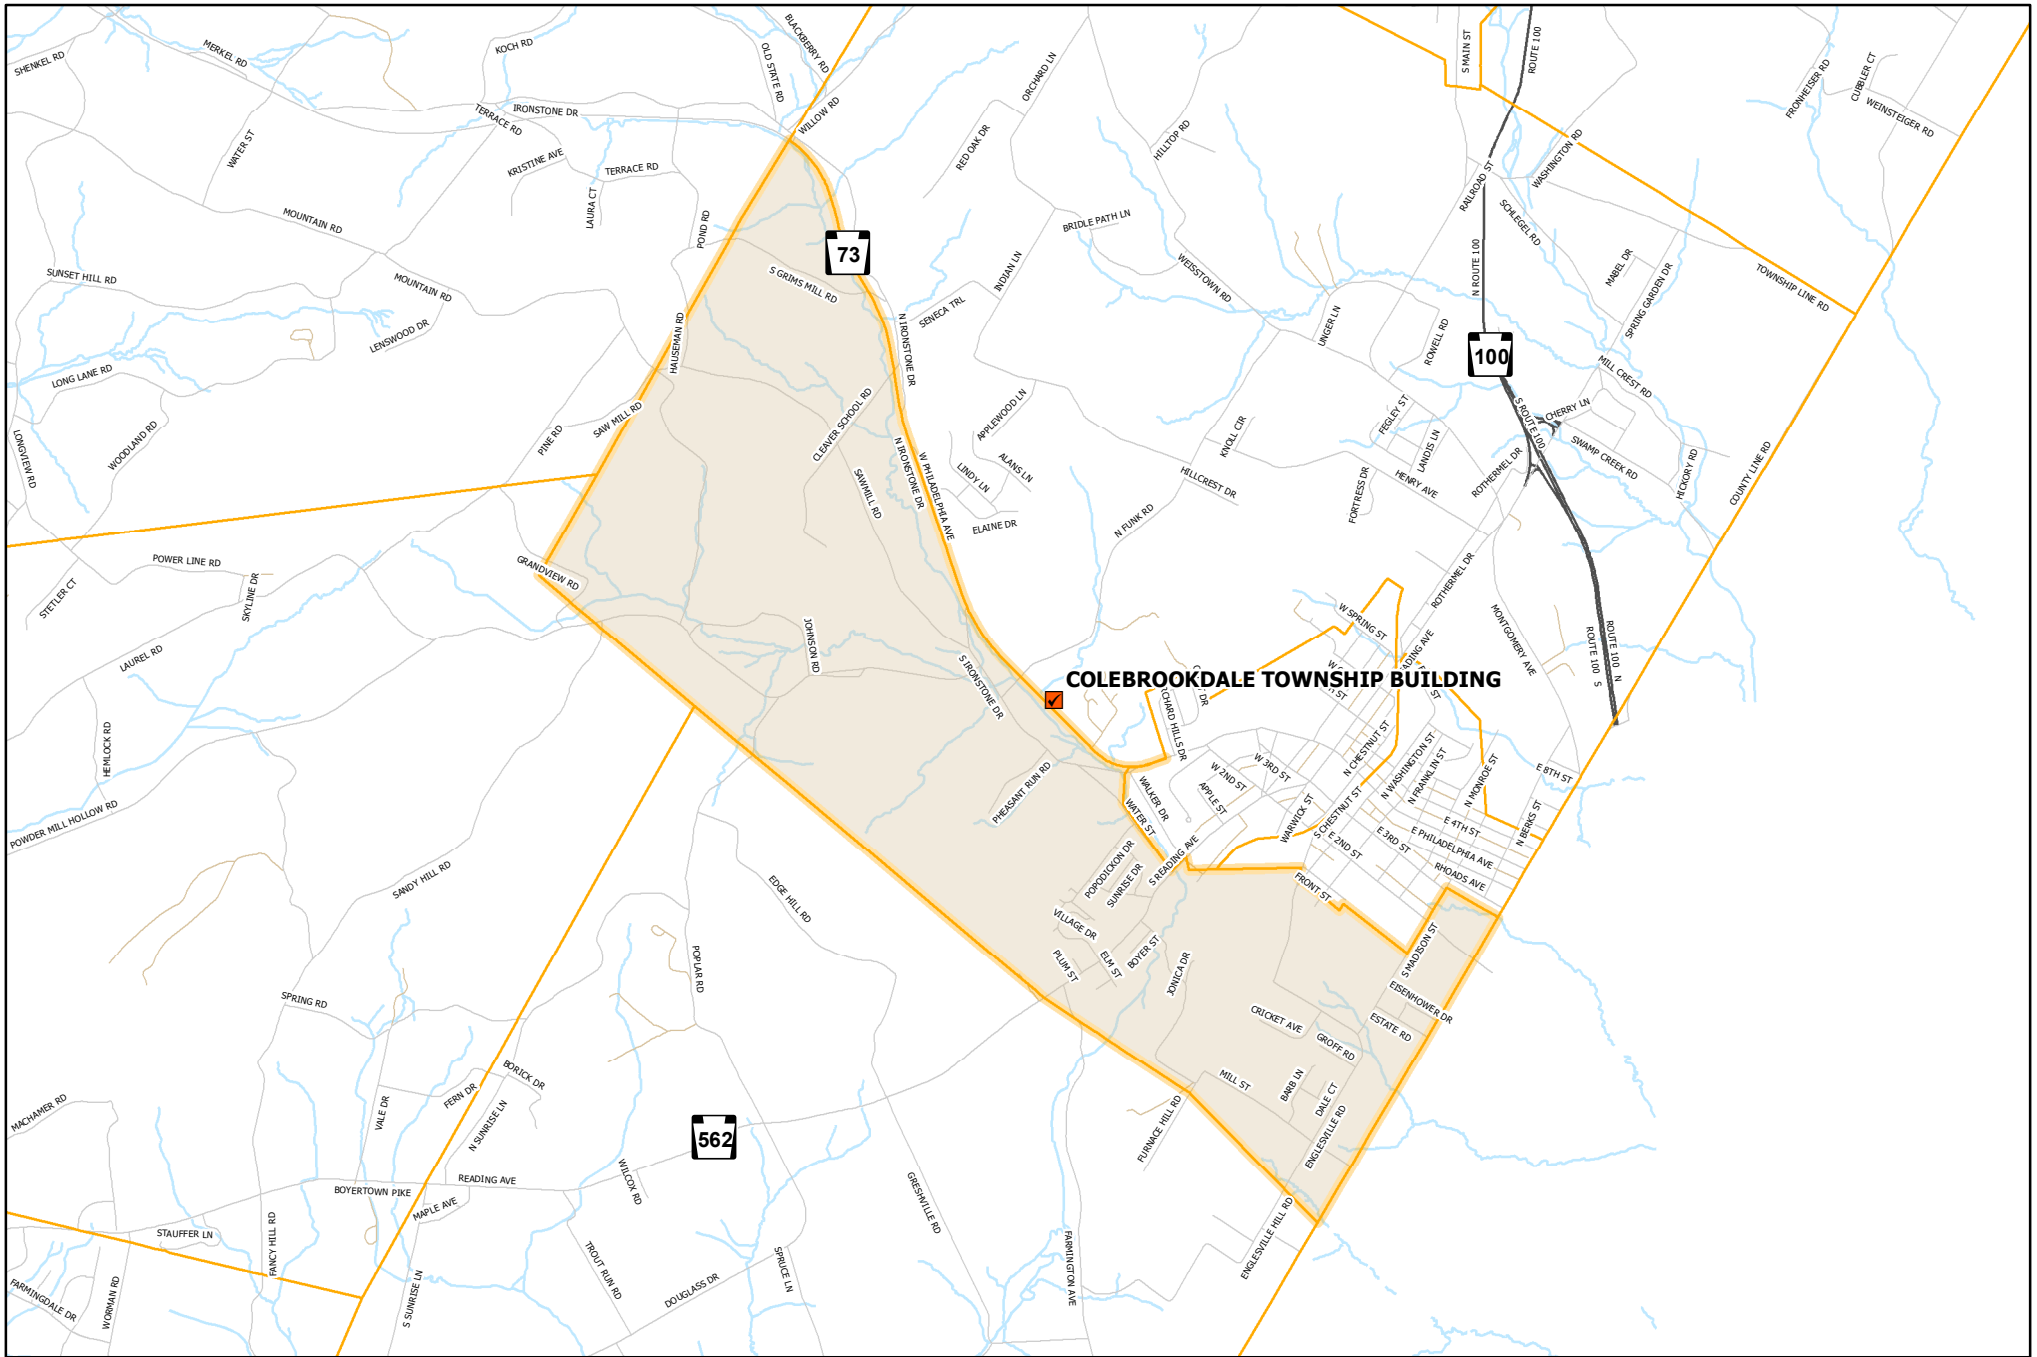 SHENKEL RD
MERKEL RD
KOCH RD
OLD STATE RD
BLACKBERRY RD
WILLOW RD
IRONSTONE DR
TERRACE RD
WATER ST
KRISTINE AVE
TERRACE RD
LAURA CT
POND RD
MOUNTAIN RD
SUNSET HILL RD
MOUNTAIN RD
LENSWOOD DR
LONG LANE RD
WOODLAND RD
LONGVIEW RD
HAUSEMAN RD
SAW MILL RD
PINE RD
ORCHARD LN
RED OAK DR
HILLTOP RD
BRIDLE PATH LN
INDIAN LN
WEISSTOWN RD
73
S GRIMS MILL RD
SENECA TRL
N IRONSTONE DR
CLEAVER SCHOOL RD
N IRONSTONE DR
W PHILADELPHIA AVE
SAWMILL RD
APPLEWOOD LN
LINDY LN
ALANS LN
ELAINE DR
S MAIN ST
ROUTE 100
RAILROAD ST
WASHINGTON RD
SCHLEGEL RD
N ROUTE 100
FRONHEISER RD
CUBBLER CT
WEINSTEIGER RD
MABEL DR
SPRING GARDEN DR
TOWNSHIP LINE RD
UNGER LN
ROWELL RD
100
MILL CREST RD
S ROUTE 100
CHERRY LN
SWAMP CREEK RD
HICKORY RD
COUNTY LINE RD
KNOLL CIR
FEGLEY ST
LANDIS LN
HENRY AVE
FORTRESS DR
ROTHERMEL DR
HILLCREST DR
N FUNK RD
ROTHERMEL DR
MONTGOMERY AVE
ROUTE 100 S
ROUTE 100 N
POWER LINE RD
STETLER CT
SKYLINE DR
LAUREL RD
GRANDVIEW RD
JOHNSON RD
S IRONSTONE DR
W SPRING ST
COLEBROOKDALE TOWNSHIP BUILDING
ORCHARD HILLS DR
HEMLOCK RD
POWDER MILL HOLLOW RD
SANDY HILL RD
EDGE HILL RD
POPLAR RD
SPRING RD
PHEASANT RUN RD
WALKER DR
WATER ST
W 2ND ST
W 3RD ST
APPLE ST
WARWICK ST
N CHESTNUT ST
S CHESTNUT ST
N WASHINGTON ST
N FRANKLIN ST
N MONROE ST
E 8TH ST
N BERKS ST
E 4TH ST
E PHILADELPHIA AVE
E 3RD ST
E 2ND ST
RHOADS AVE
POPODICKON DR
SUNRISE DR
S READING AVE
FRONT ST
VILLAGE DR
ELM ST
BOYER ST
PLUM ST
JONICA DR
S MADISON ST
EISENHOWER DR
ESTATE RD
CRICKET AVE
GROFF RD
MILL ST
BARB LN
DALE CT
ENGLESVILLE RD
FURNACE HILL RD
ENGLESVILLE HILL RD
MACHAMER RD
VALE DR
FERN DR
BORICK DR
N SUNRISE LN
562
READING AVE
BOYERTOWN PIKE
MAPLE AVE
WILCOX RD
STAUFFER LN
FANCY HILL RD
FARMINGDALE DR
WORMAN RD
S SUNRISE LN
TROUT RUN RD
DOUGLASS DR
SPRUCE LN
GRESHVILLE RD
FARMINGTON AVE